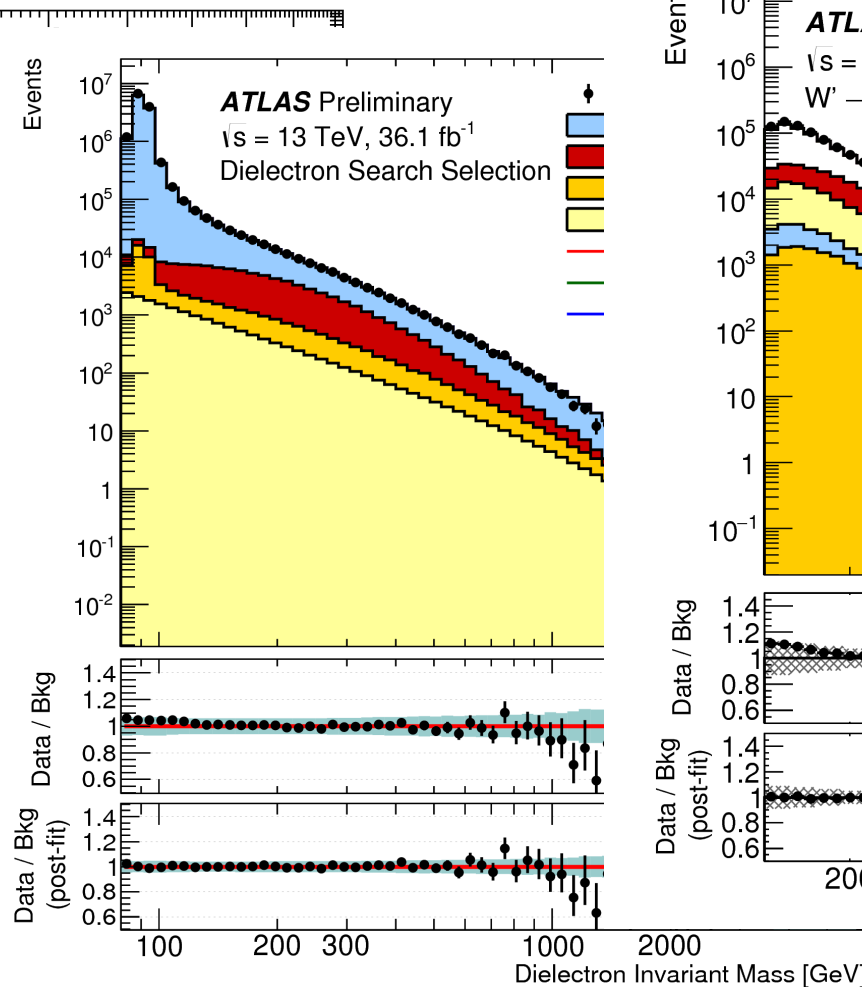 Events
10⁷
10⁶
10⁵
10⁴
10³
10²
10
1
10⁻¹
10⁻²
ATLAS Preliminary
√s = 13 TeV, 36.1 fb⁻¹
Dielectron Search Selection
Data / Bkg
1.4
1.2
1
0.8
0.6
Data / Bkg
(post-fit)
1.4
1.2
1
0.8
0.6
100 200 300 1000 2000
Dielectron Invariant Mass [GeV]
10⁶
10⁵
10⁴
10³
10²
10
1
10⁻¹
√s =
W' —
Data / Bkg
1.4
1.2
1
0.8
0.6
Data / Bkg
(post-fit)
1.4
1.2
1
0.8
0.6